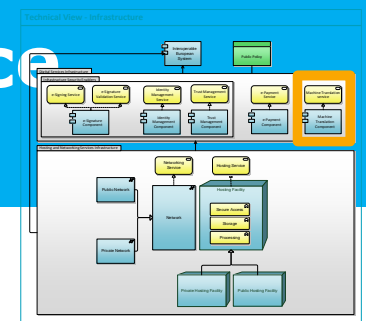 Technical View - Infrastructure
ce
Interoperable
European
System
Public Policy
Digital Services Infrastructure
Infrastructure Security Enablers
e-Signing Service
e-Signature
Validation Service
Identity
Management
Service
Trust Management
Service
e-Payment
Service
Machine Translation
service
e-Signature
Component
Identity
Management
Component
Trust
Management
Component
e-Payment
Component
Machine
Translation
Component
Hosting and Networking Services Infrastructure
Networking
Service
Hosting Service
Public Network
Hosting Facility
Secure Access
Network
Storage
Processing
Private Network
Private Hosting Facility
Public Hosting Facility